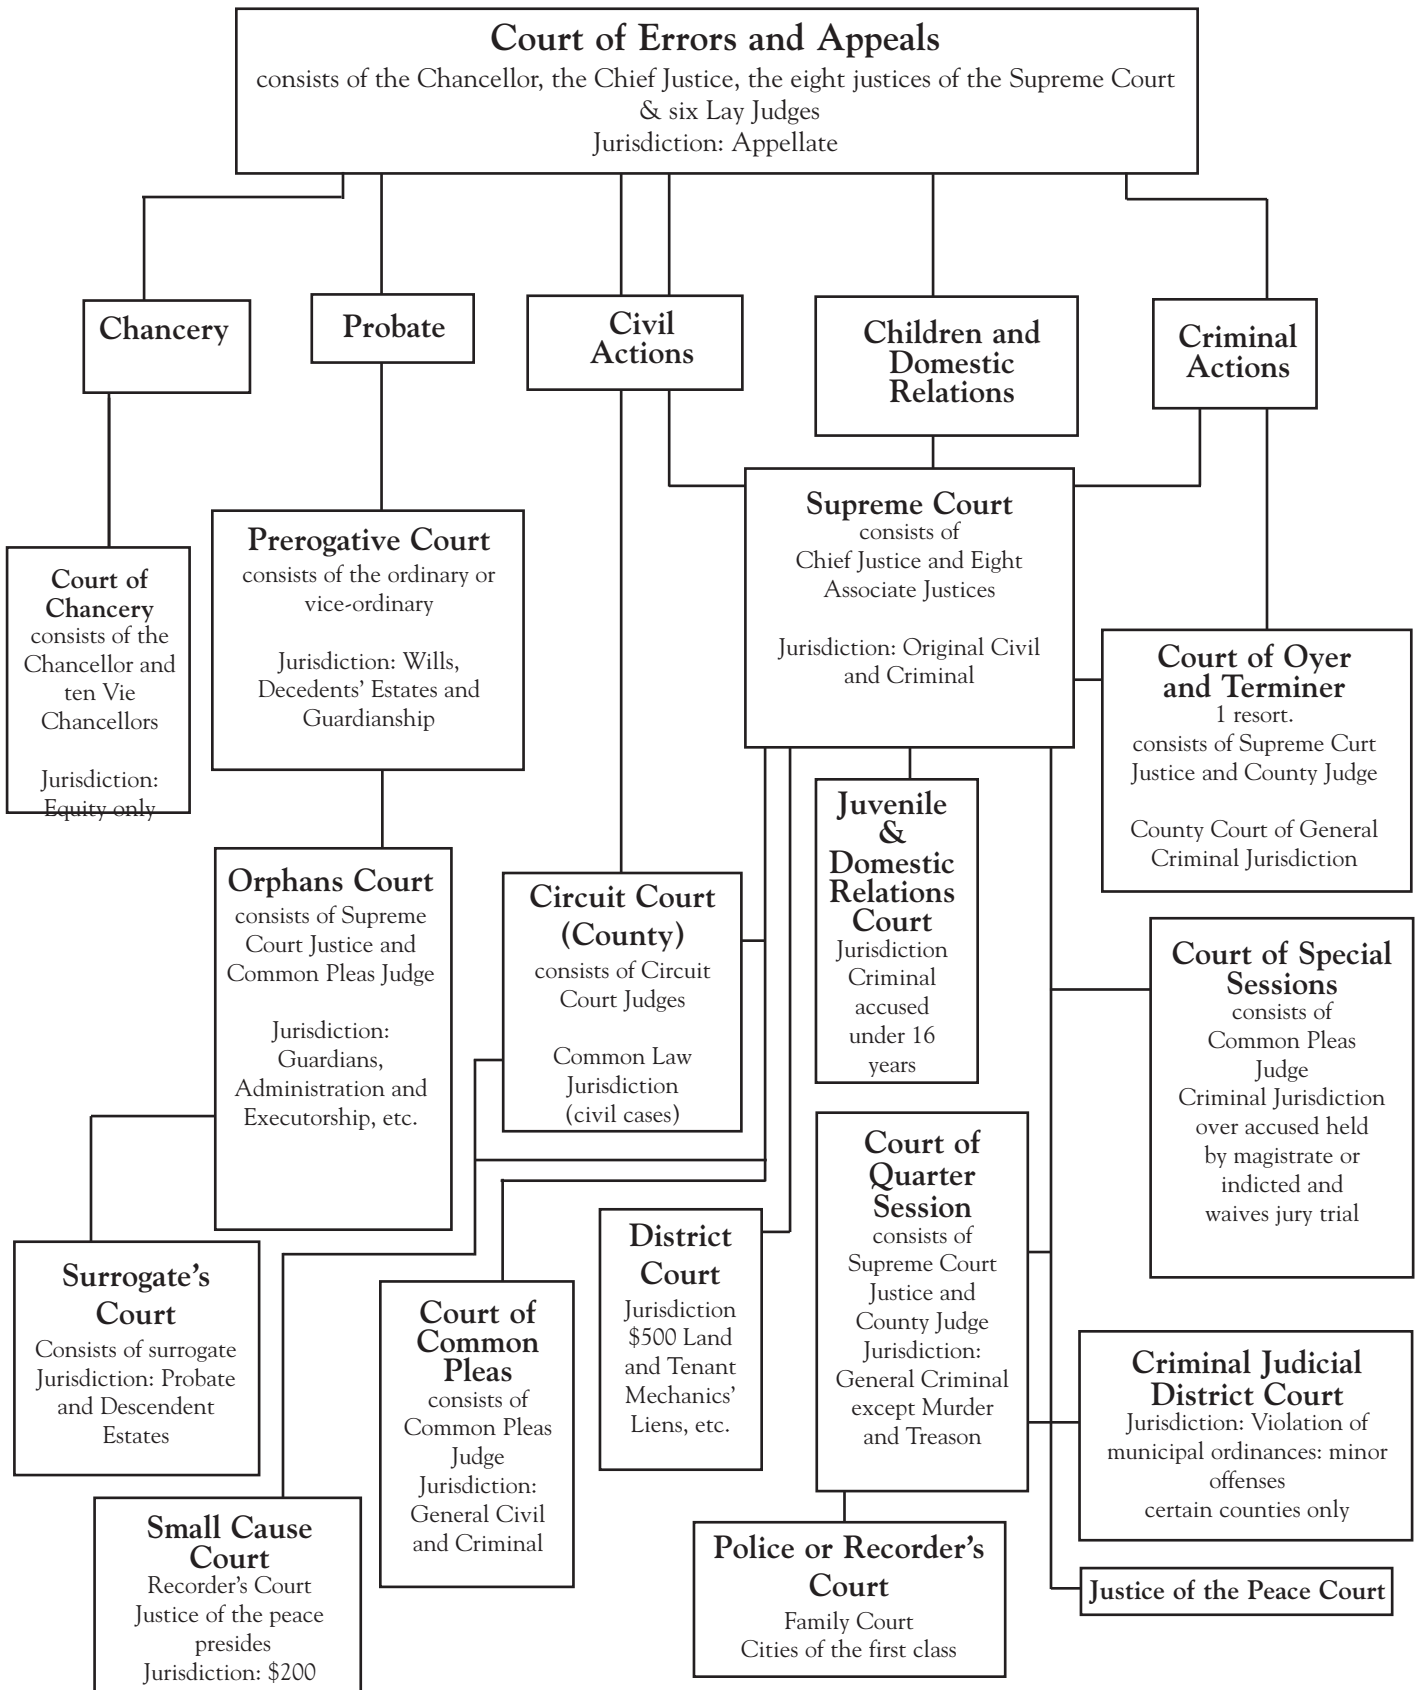 Court of Errors and Appeals
consists of the Chancellor, the Chief Justice, the eight justices of the Supreme Court
& six Lay Judges
Jurisdiction: Appellate
Chancery
Probate
Civil
Actions
Children and
Domestic
Relations
Criminal
Actions
Court of
Chancery
consists of the
Chancellor and
ten Vie
Chancellors
Jurisdiction:
Equity only
Prerogative Court
consists of the ordinary or
vice-ordinary
Jurisdiction: Wills,
Decedents' Estates and
Guardianship
Supreme Court
consists of
Chief Justice and Eight
Associate Justices
Jurisdiction: Original Civil
and Criminal
Court of Oyer
and Terminer
1 resort.
consists of Supreme Curt
Justice and County Judge
County Court of General
Criminal Jurisdiction
Orphans Court
consists of Supreme
Court Justice and
Common Pleas Judge
Jurisdiction:
Guardians,
Administration and
Executorship, etc.
Circuit Court
(County)
consists of Circuit
Court Judges
Common Law
Jurisdiction
(civil cases)
Juvenile
&
Domestic
Relations
Court
Jurisdiction
Criminal
accused
under 16
years
Court of Special
Sessions
consists of
Common Pleas
Judge
Criminal Jurisdiction
over accused held
by magistrate or
indicted and
waives jury trial
Surrogate's
Court
Consists of surrogate
Jurisdiction: Probate
and Descendent
Estates
Court of
Common
Pleas
consists of
Common Pleas
Judge
Jurisdiction:
General Civil
and Criminal
District
Court
Jurisdiction
$500 Land
and Tenant
Mechanics'
Liens, etc.
Court of
Quarter
Session
consists of
Supreme Court
Justice and
County Judge
Jurisdiction:
General Criminal
except Murder
and Treason
Criminal Judicial
District Court
Jurisdiction: Violation of
municipal ordinances: minor
offenses
certain counties only
Small Cause
Court
Recorder's Court
Justice of the peace
presides
Jurisdiction: $200
Police or Recorder's
Court
Family Court
Cities of the first class
Justice of the Peace Court